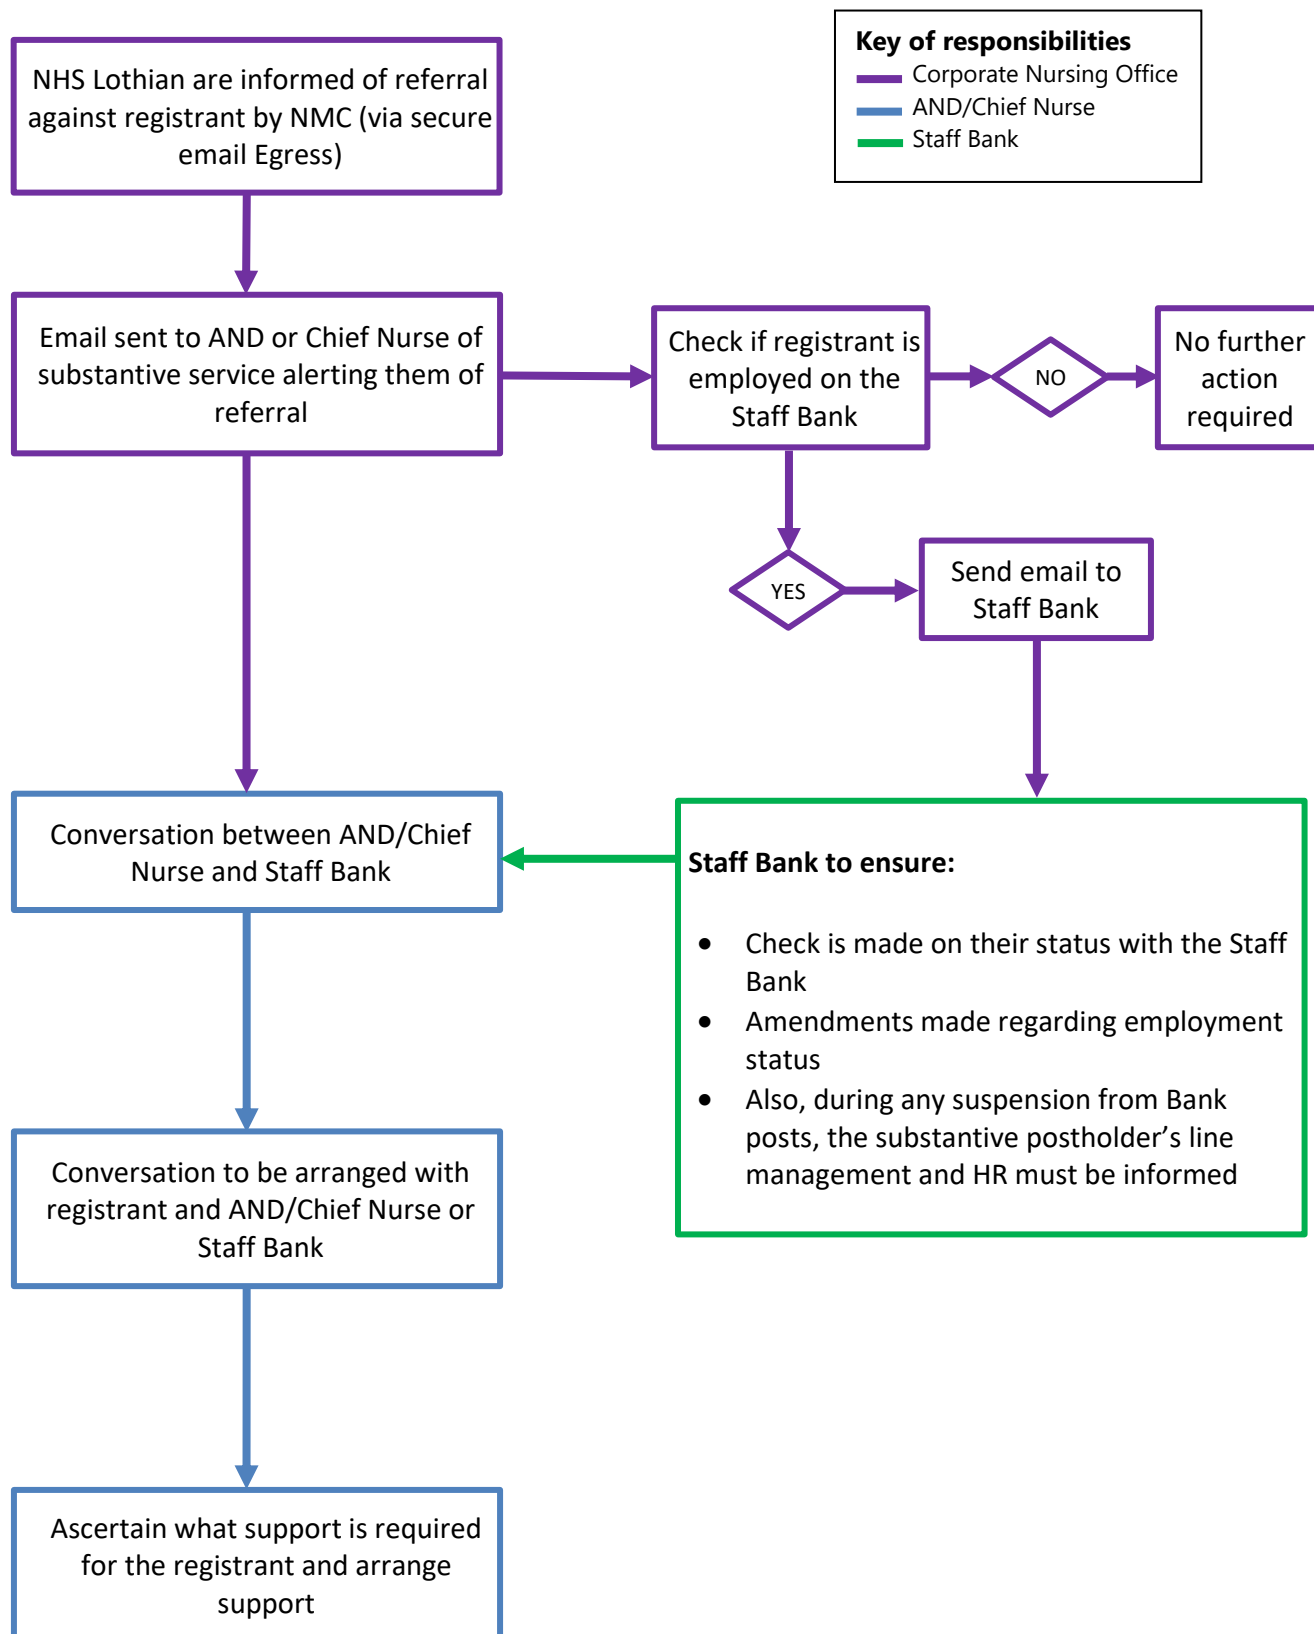 Key of responsibilities
Corporate Nursing Office
AND/Chief Nurse
Staff Bank
NHS Lothian are informed of referral
against registrant by NMC (via secure
email Egress)
Email sent to AND or Chief Nurse of
substantive service alerting them of
referral
Check if registrant is
employed on the
Staff Bank
NO
No further
action
required
YES
Send email to
Staff Bank
Conversation between AND/Chief
Nurse and Staff Bank
Staff Bank to ensure:
• Check is made on their status with the Staff
Bank
• Amendments made regarding employment
status
• Also, during any suspension from Bank
posts, the substantive postholder’s line
management and HR must be informed
Conversation to be arranged with
registrant and AND/Chief Nurse or
Staff Bank
Ascertain what support is required
for the registrant and arrange
support